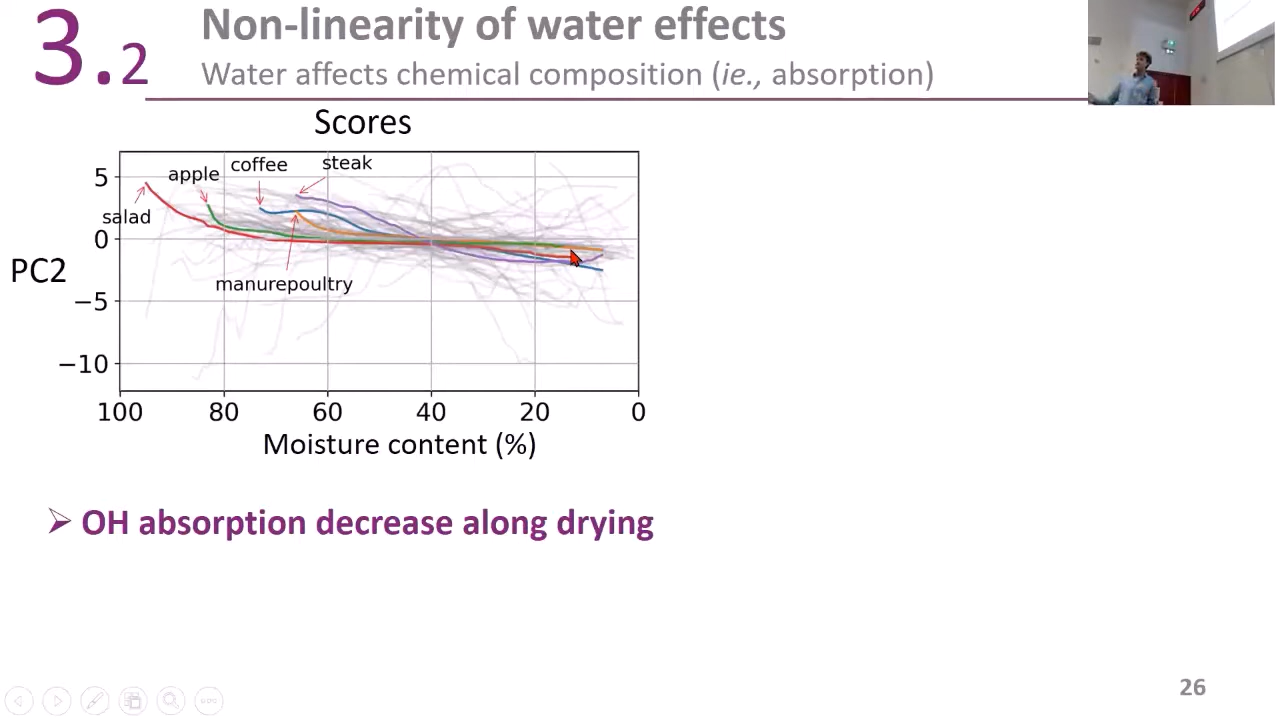 3.2
Non-linearity of water effects
Water affects chemical composition (ie., absorption)
Scores
5
0
−5
−10
PC2
salad
apple
coffee
steak
manurepoultry
100 80 60 40 20 0
Moisture content (%)
➢ OH absorption decrease along drying
26